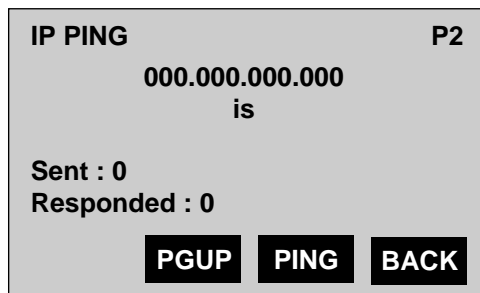 IP PING P2
000.000.000.000
is
Sent : 0
Responded : 0
PGUP PING BACK